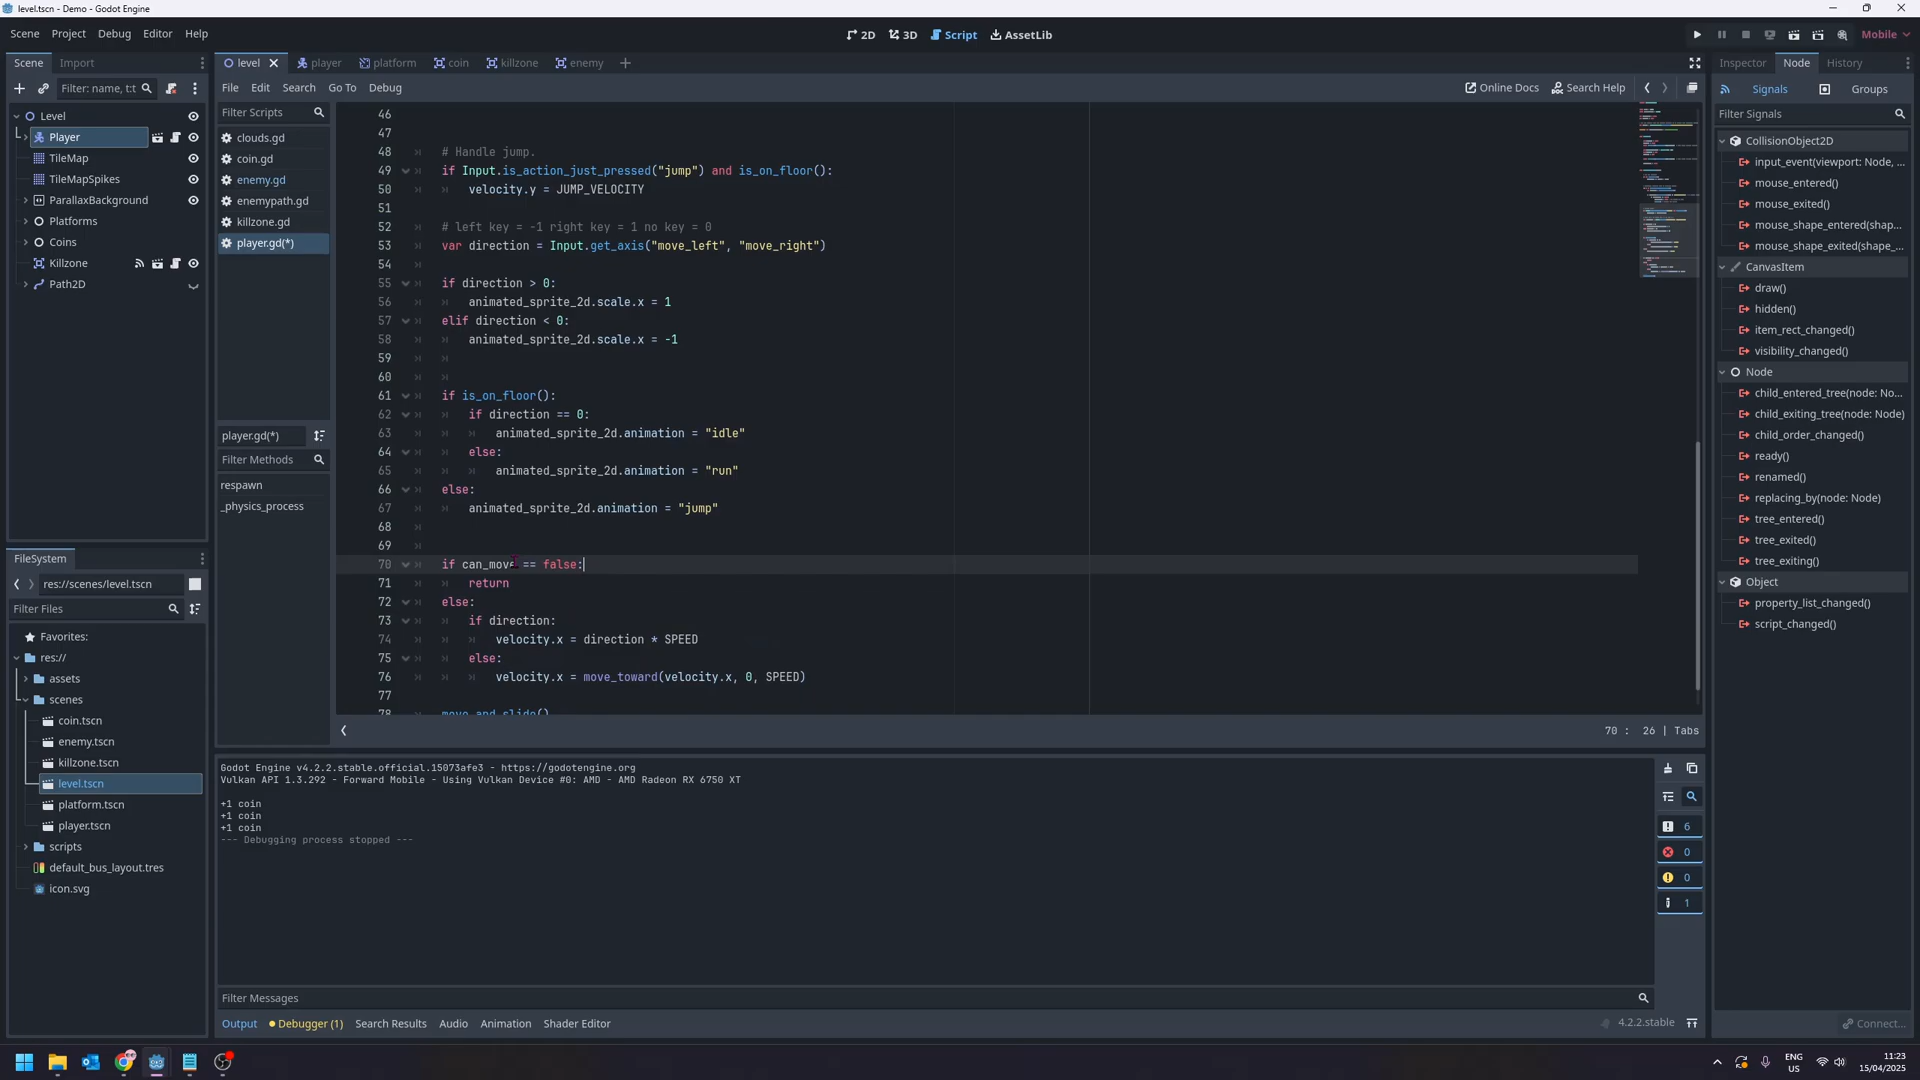 level.tscn - Demo - Godot Engine
Scene Project Debug Editor Help
2D 3D Script AssetLib
Mobile
Scene Import
level player platform coin killzone enemy
Inspector Node History
Filter: name, t:t
File Edit Search Go To Debug
Online Docs Search Help
Signals Groups
Level
Player
TileMap
TileMapSpikes
ParallaxBackground
Platforms
Coins
Killzone
Path2D
Filter Scripts
clouds.gd
coin.gd
enemy.gd
enemypath.gd
killzone.gd
player.gd(*)
player.gd(*)
Filter Methods
respawn
_physics_process
46
47
48 # Handle jump.
49 if Input.is_action_just_pressed("jump") and is_on_floor():
50 velocity.y = JUMP_VELOCITY
51
52 # left key = -1 right key = 1 no key = 0
53 var direction = Input.get_axis("move_left", "move_right")
54
55 if direction > 0:
56 animated_sprite_2d.scale.x = 1
57 elif direction < 0:
58 animated_sprite_2d.scale.x = -1
59
60
61 if is_on_floor():
62 if direction == 0:
63 animated_sprite_2d.animation = "idle"
64 else:
65 animated_sprite_2d.animation = "run"
66 else:
67 animated_sprite_2d.animation = "jump"
68
69
70 if can_move == false:
71 return
72 else:
73 if direction:
74 velocity.x = direction * SPEED
75 else:
76 velocity.x = move_toward(velocity.x, 0, SPEED)
77
78 move_and_slide()
70 : 26 | Tabs
Filter Signals
CollisionObject2D
input_event(viewport: Node, ...
mouse_entered()
mouse_exited()
mouse_shape_entered(shap...
mouse_shape_exited(shape_...
CanvasItem
draw()
hidden()
item_rect_changed()
visibility_changed()
Node
child_entered_tree(node: No...
child_exiting_tree(node: Node)
child_order_changed()
ready()
renamed()
replacing_by(node: Node)
tree_entered()
tree_exited()
tree_exiting()
Object
property_list_changed()
script_changed()
Connect...
FileSystem
res://scenes/level.tscn
Filter Files
Favorites:
res://
assets
scenes
coin.tscn
enemy.tscn
killzone.tscn
level.tscn
platform.tscn
player.tscn
scripts
default_bus_layout.tres
icon.svg
Godot Engine v4.2.2.stable.official.15073afe3 - https://godotengine.org
Vulkan API 1.3.292 - Forward Mobile - Using Vulkan Device #0: AMD - AMD Radeon RX 6750 XT
+1 coin
+1 coin
+1 coin
--- Debugging process stopped ---
6
0
0
1
Filter Messages
Output Debugger (1) Search Results Audio Animation Shader Editor
4.2.2.stable
ENG
US
11:23
15/04/2025